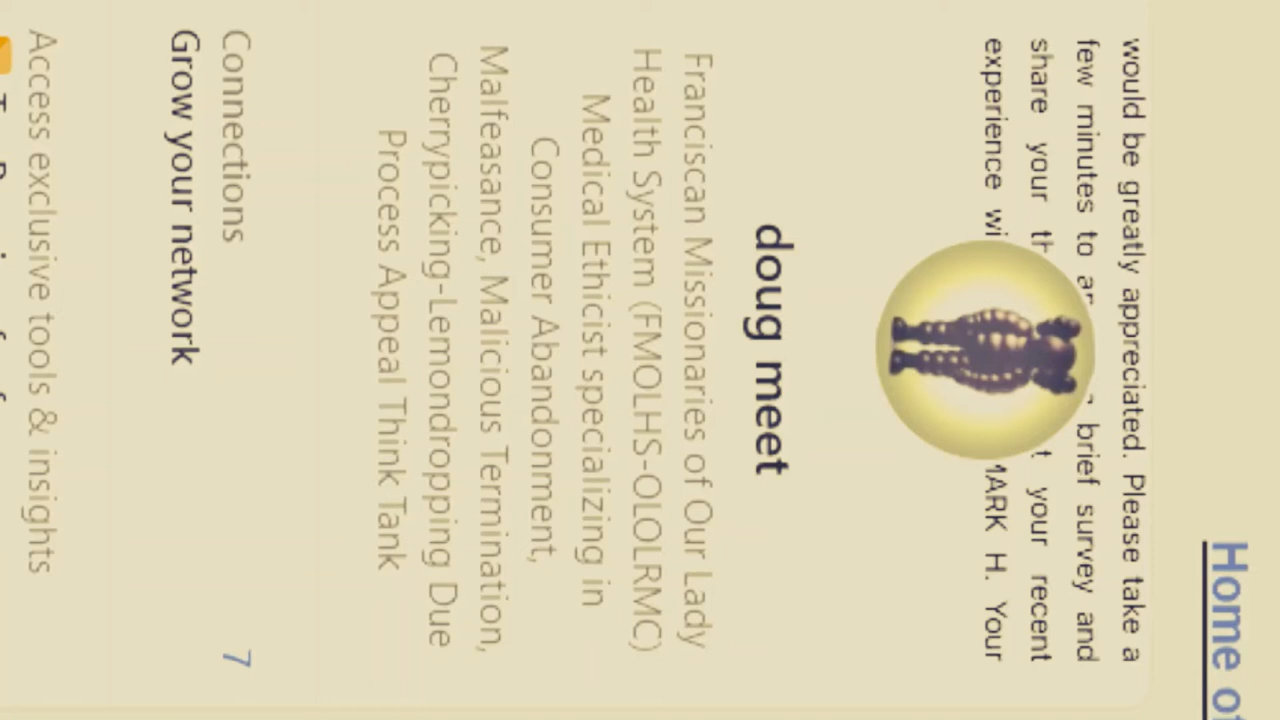 Home of
would be greatly appreciated. Please take a
few minutes to brief survey and
share your your recent
experience MARK H. Your
doug meet
Franciscan Missionaries of Our Lady
Health System (FMOLHS-OLOLRMC)
Medical Ethicist specializing in
Consumer Abandonment,
Malfeasance, Malicious Termination,
Cherrypicking-Lemondropping Due
Process Appeal Think Tank
Connections 7
Grow your network
Access exclusive tools & insights